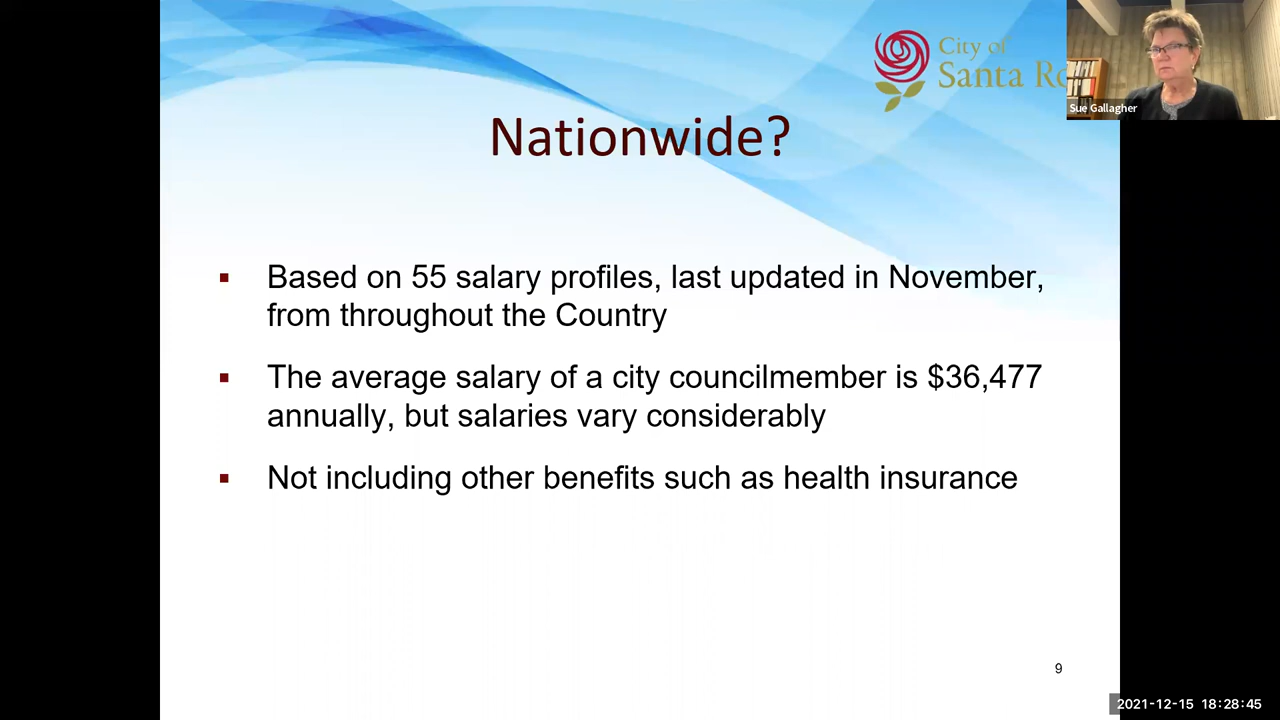 City of
Santa Ro
Sue Gallagher
Nationwide?
Based on 55 salary profiles, last updated in November,
from throughout the Country
The average salary of a city councilmember is $36,477
annually, but salaries vary considerably
Not including other benefits such as health insurance
9
2021-12-15 18:28:45